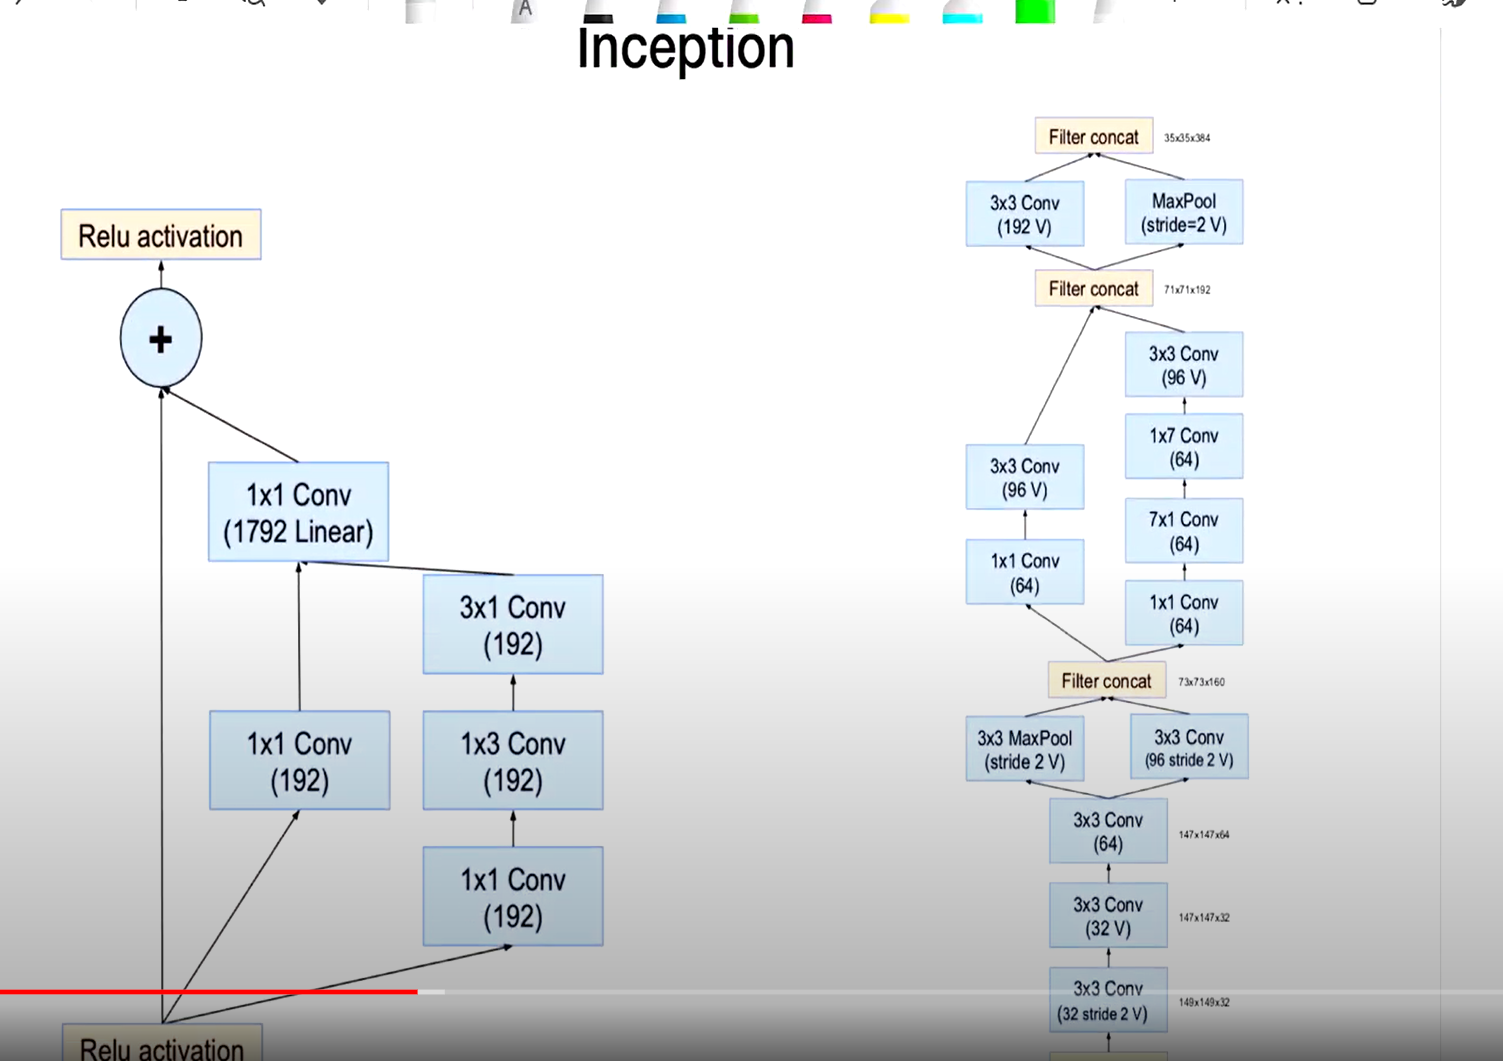 A
Inception
Relu activation
+
1x1 Conv
(1792 Linear)
3x1 Conv
(192)
1x1 Conv
(192)
1x3 Conv
(192)
1x1 Conv
(192)
Relu activation
Filter concat
35x35x384
3x3 Conv
(192 V)
MaxPool
(stride=2 V)
Filter concat
71x71x192
3x3 Conv
(96 V)
1x7 Conv
(64)
3x3 Conv
(96 V)
7x1 Conv
(64)
1x1 Conv
(64)
1x1 Conv
(64)
Filter concat
73x73x160
3x3 MaxPool
(stride 2 V)
3x3 Conv
(96 stride 2 V)
3x3 Conv
(64)
147x147x64
3x3 Conv
(32 V)
147x147x32
3x3 Conv
(32 stride 2 V)
149x149x32